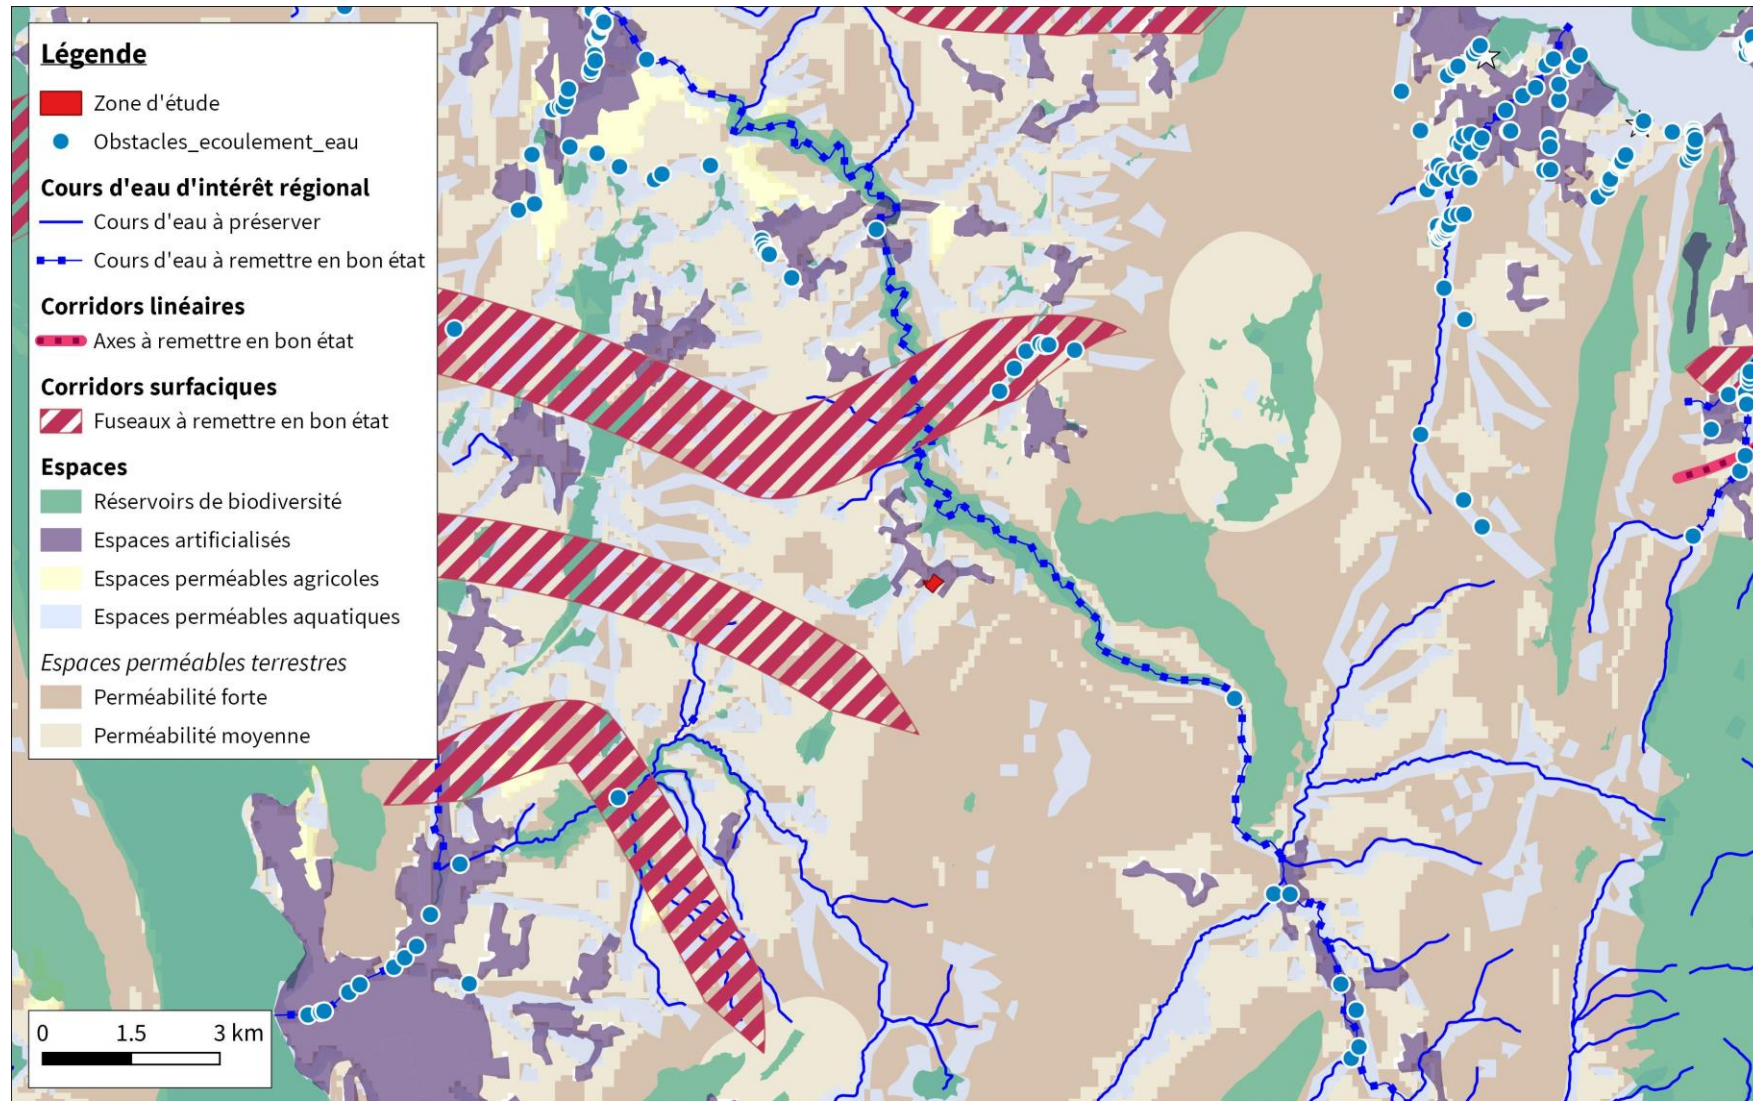 Légende
Zone d'étude
Obstacles_ecoulement_eau
Cours d'eau d'intérêt régional
Cours d'eau à préserver
Cours d'eau à remettre en bon état
Corridors linéaires
Axes à remettre en bon état
Corridors surfaciques
Fuseaux à remettre en bon état
Espaces
Réservoirs de biodiversité
Espaces artificialisés
Espaces perméables agricoles
Espaces perméables aquatiques
Espaces perméables terrestres
Perméabilité forte
Perméabilité moyenne
0 1.5 3 km